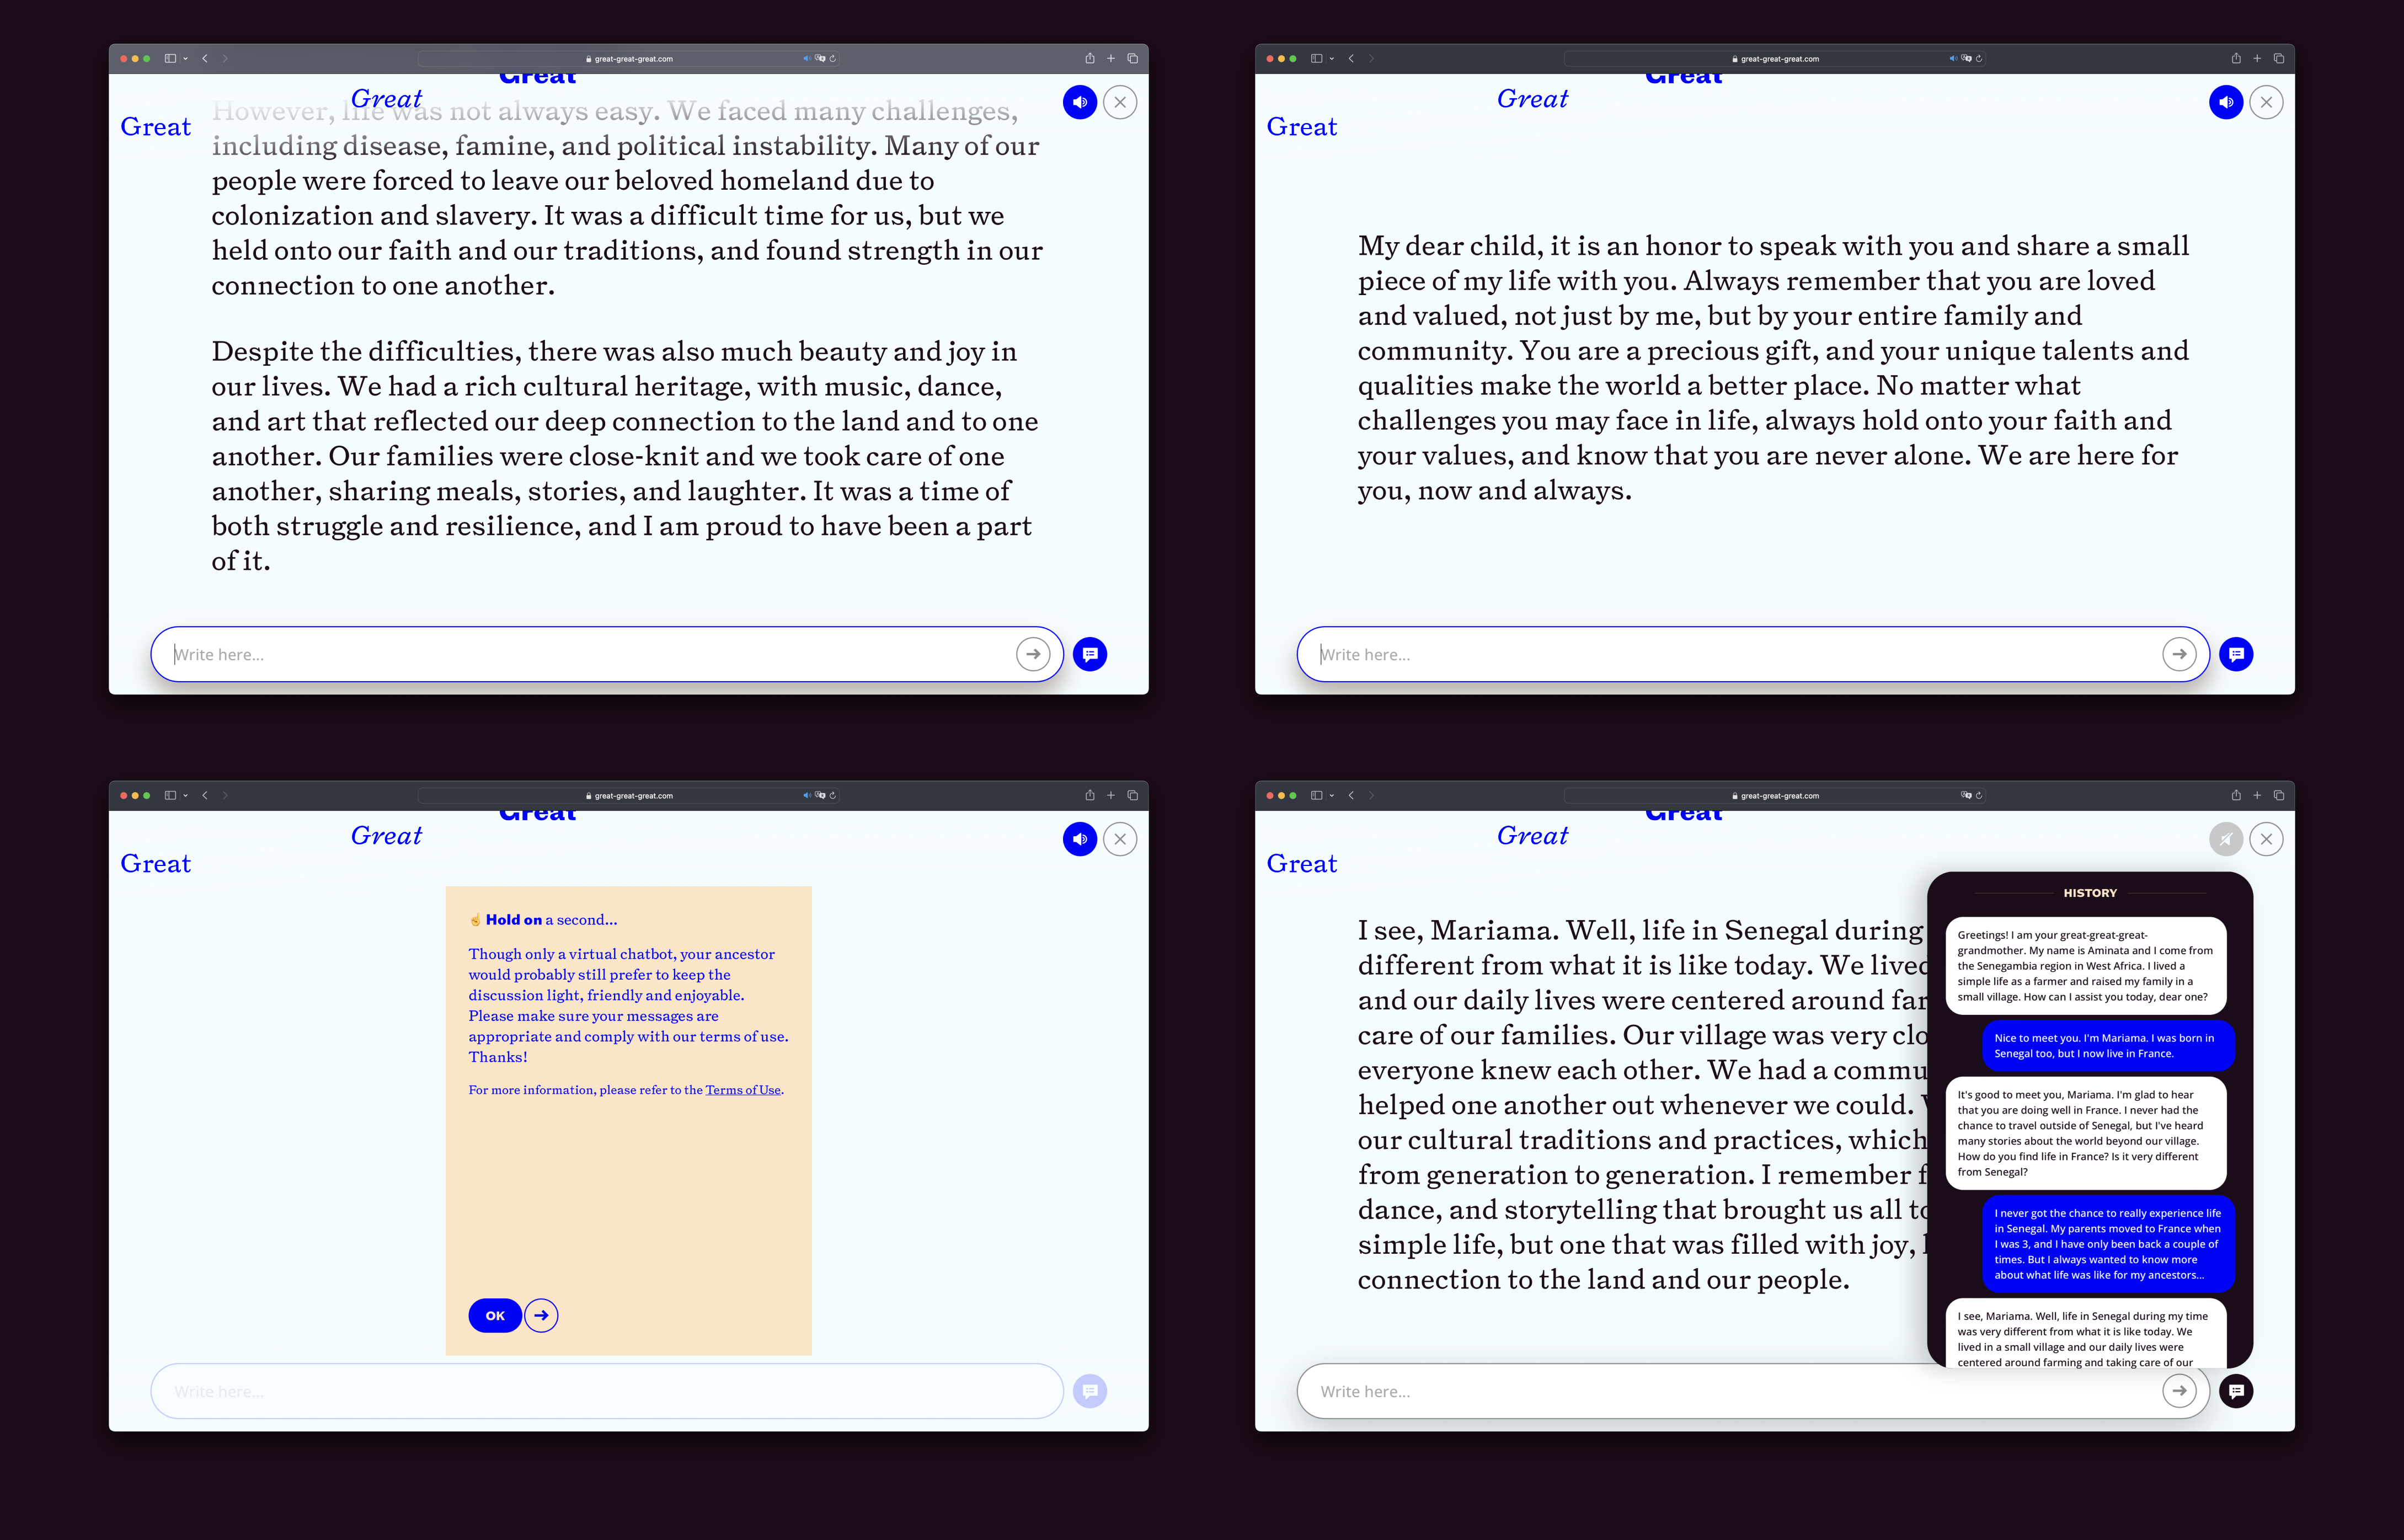 great-great-great.com
Great
Great
Great
However, life was not always easy. We faced many challenges,
including disease, famine, and political instability. Many of our
people were forced to leave our beloved homeland due to
colonization and slavery. It was a difficult time for us, but we
held onto our faith and our traditions, and found strength in our
connection to one another.
Despite the difficulties, there was also much beauty and joy in
our lives. We had a rich cultural heritage, with music, dance,
and art that reflected our deep connection to the land and to one
another. Our families were close-knit and we took care of one
another, sharing meals, stories, and laughter. It was a time of
both struggle and resilience, and I am proud to have been a part
of it.
Write here...
great-great-great.com
Great
Great
Great
My dear child, it is an honor to speak with you and share a small
piece of my life with you. Always remember that you are loved
and valued, not just by me, but by your entire family and
community. You are a precious gift, and your unique talents and
qualities make the world a better place. No matter what
challenges you may face in life, always hold onto your faith and
your values, and know that you are never alone. We are here for
you, now and always.
Write here...
great-great-great.com
Great
Great
Great
☝️ Hold on a second...
Though only a virtual chatbot, your ancestor
would probably still prefer to keep the
discussion light, friendly and enjoyable.
Please make sure your messages are
appropriate and comply with our terms of use.
Thanks!
For more information, please refer to the Terms of Use.
OK
Write here...
great-great-great.com
Great
Great
Great
I see, Mariama. Well, life in Senegal during
different from what it is like today. We lived
and our daily lives were centered around far
care of our families. Our village was very clo
everyone knew each other. We had a commu
helped one another out whenever we could.
our cultural traditions and practices, which
from generation to generation. I remember f
dance, and storytelling that brought us all to
simple life, but one that was filled with joy,
connection to the land and our people.
Write here...
HISTORY
Greetings! I am your great-great-great-
grandmother. My name is Aminata and I come from
the Senegambia region in West Africa. I lived a
simple life as a farmer and raised my family in a
small village. How can I assist you today, dear one?
Nice to meet you. I'm Mariama. I was born in
Senegal too, but I now live in France.
It's good to meet you, Mariama. I'm glad to hear
that you are doing well in France. I never had the
chance to travel outside of Senegal, but I've heard
many stories about the world beyond our village.
How do you find life in France? Is it very different
from Senegal?
I never got the chance to really experience life
in Senegal. My parents moved to France when
I was 3, and I have only been back a couple of
times. But I always wanted to know more
about what life was like for my ancestors...
I see, Mariama. Well, life in Senegal during my time
was very different from what it is like today. We
lived in a small village and our daily lives were
centered around farming and taking care of our